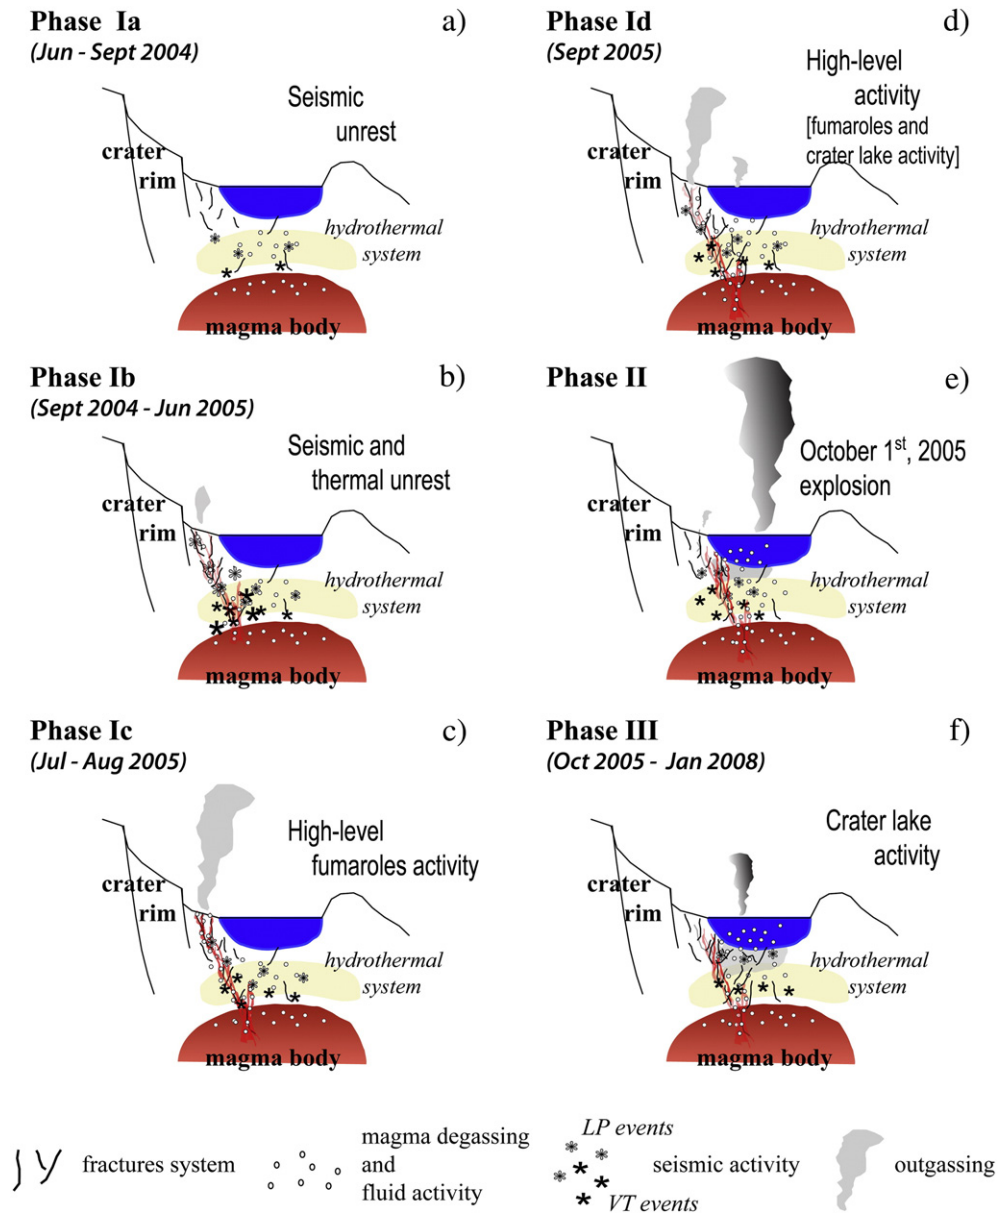 Phase Ia
a)
(Jun - Sept 2004)
Seismic
unrest
crater
rim
hydrothermal
system
magma body
Phase Id
d)
(Sept 2005)
High-level
activity
[fumaroles and
crater lake activity]
crater
rim
hydrothermal
system
magma body
Phase Ib
b)
(Sept 2004 - Jun 2005)
Seismic and
thermal unrest
crater
rim
hydrothermal
system
magma body
Phase II
e)
October 1st, 2005
explosion
crater
rim
hydrothermal
system
magma body
Phase Ic
c)
(Jul - Aug 2005)
High-level
fumaroles activity
crater
rim
hydrothermal
system
magma body
Phase III
f)
(Oct 2005 - Jan 2008)
Crater lake
activity
crater
rim
hydrothermal
system
magma body
fractures system
magma degassing
and
fluid activity
LP events
seismic activity
VT events
outgassing